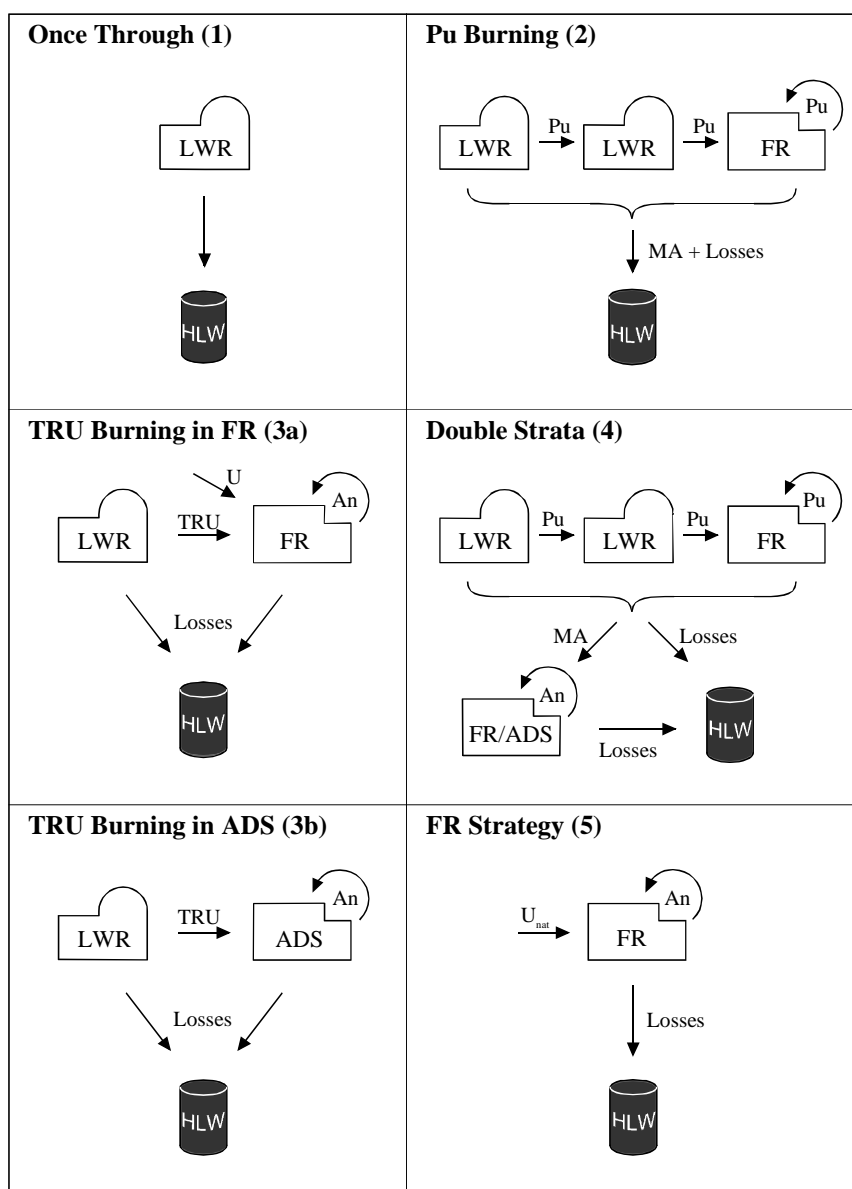 Once Through (1)
LWR
HLW
Pu Burning (2)
LWR
Pu
LWR
Pu
FR
Pu
MA + Losses
HLW
TRU Burning in FR (3a)
U
An
LWR
TRU
FR
Losses
HLW
Double Strata (4)
LWR
Pu
LWR
Pu
FR
Pu
MA
Losses
An
FR/ADS
Losses
HLW
TRU Burning in ADS (3b)
An
LWR
TRU
ADS
Losses
HLW
FR Strategy (5)
Unat
An
FR
Losses
HLW